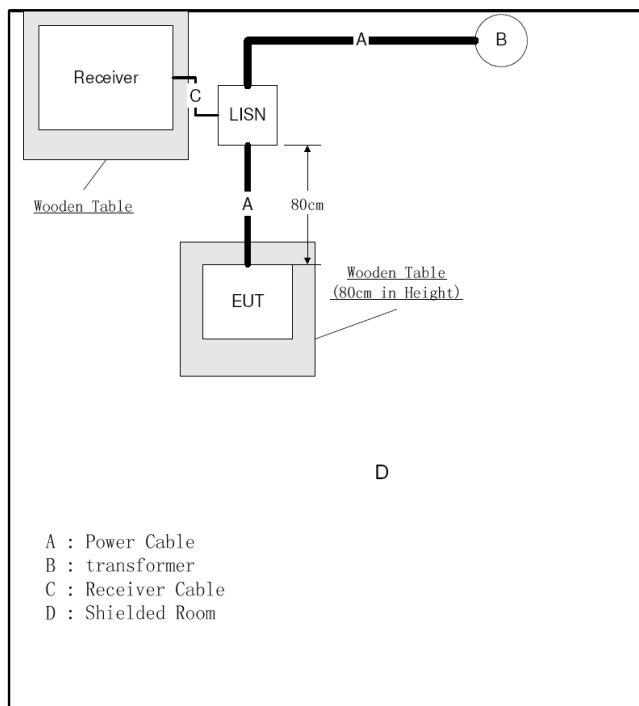 A
B
Receiver
C
LISN
Wooden Table
A
80cm
Wooden Table
(80cm in Height)
EUT
D
A : Power Cable
B : transformer
C : Receiver Cable
D : Shielded Room